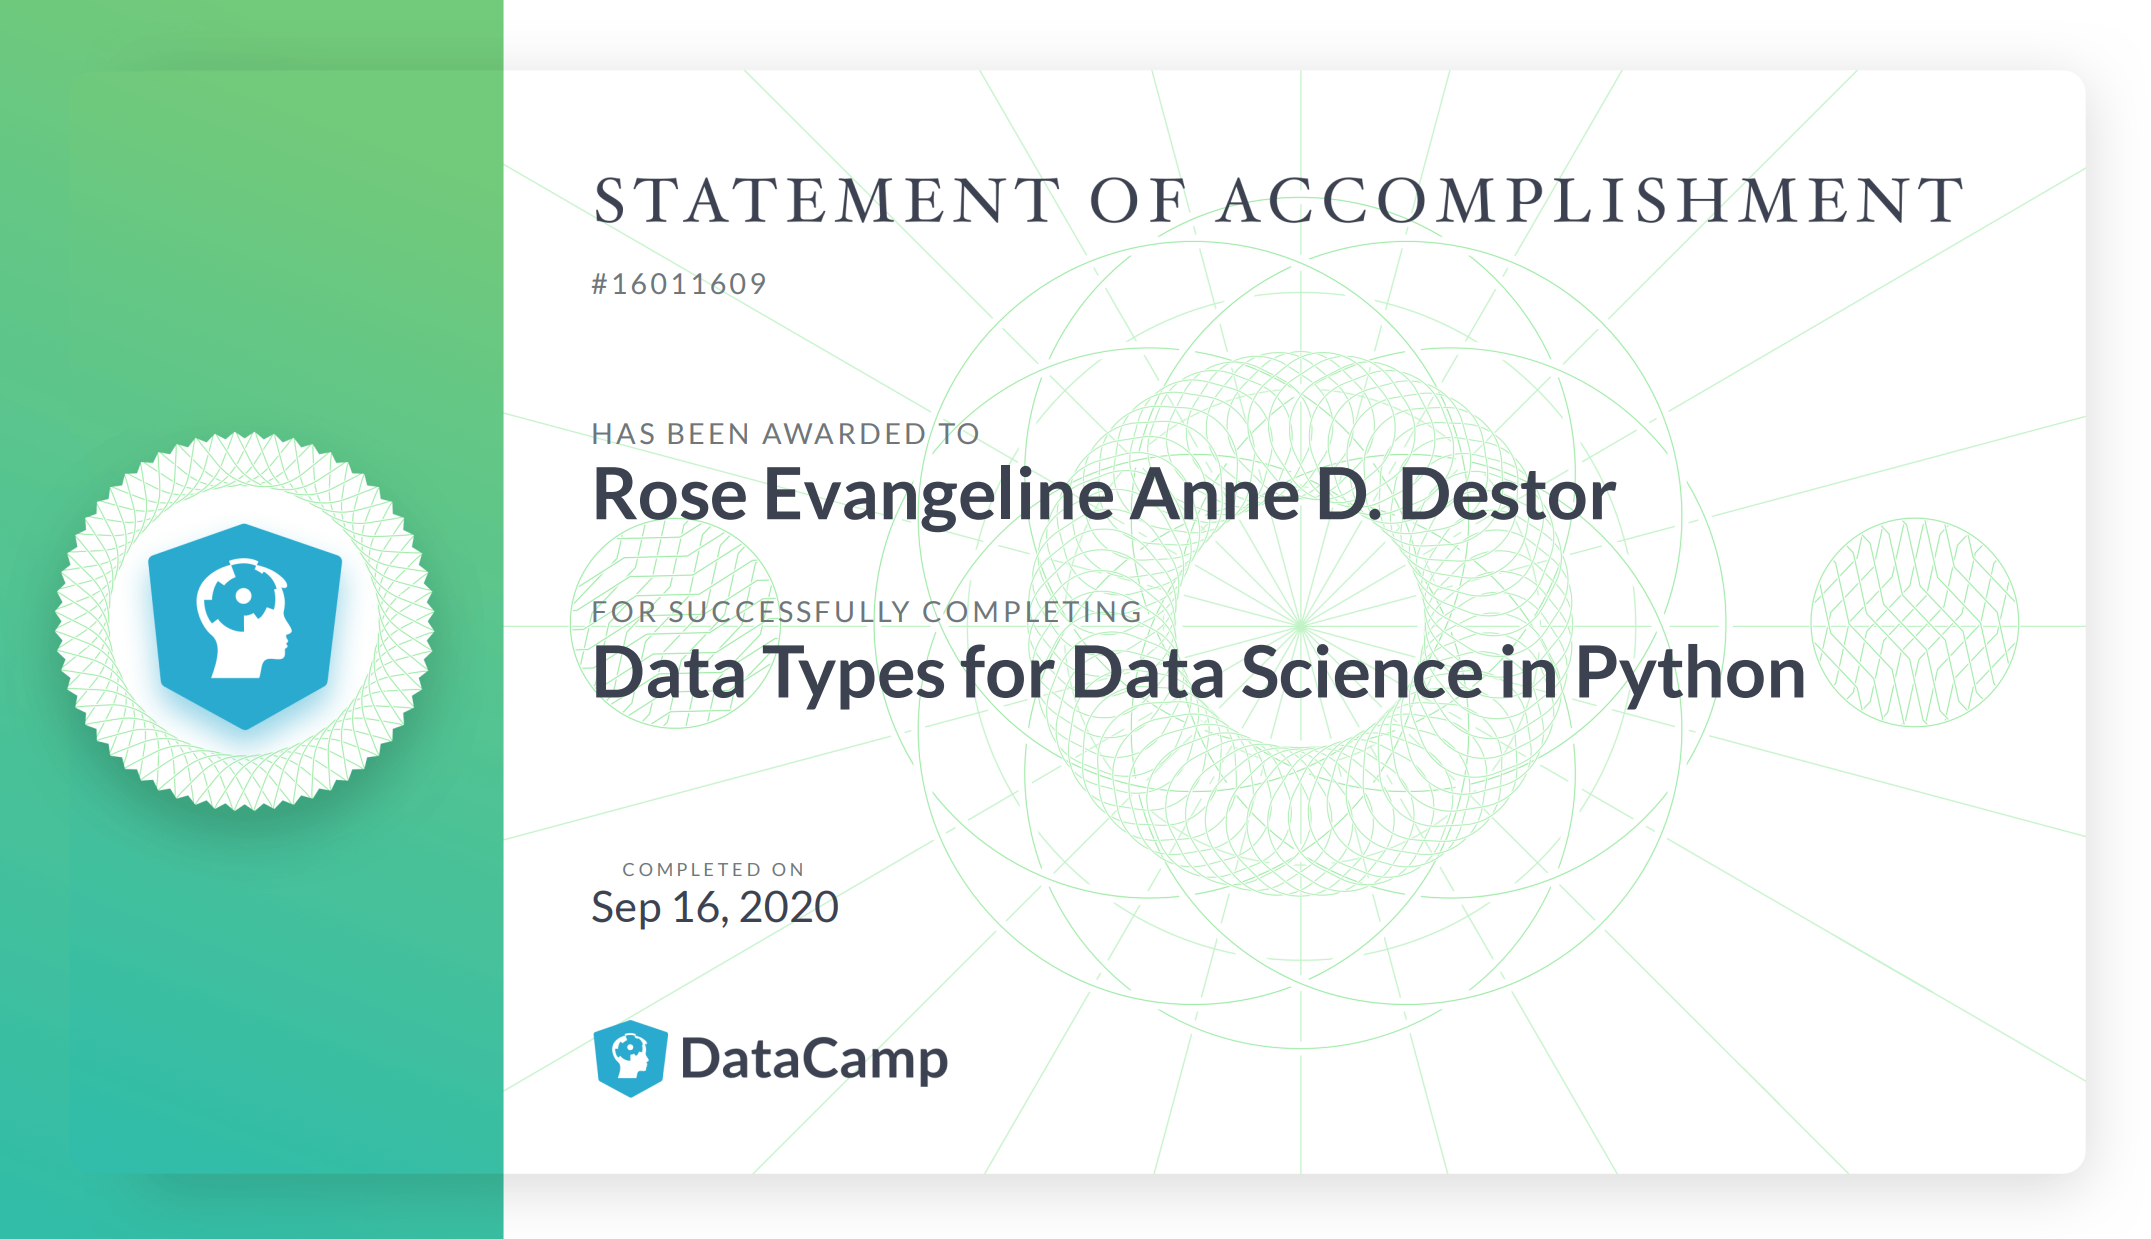 STATEMENT OF ACCOMPLISHMENT
#16011609
HAS BEEN AWARDED TO
Rose Evangeline Anne D. Destor
FOR SUCCESSFULLY COMPLETING
Data Types for Data Science in Python
COMPLETED ON
Sep 16, 2020
DataCamp